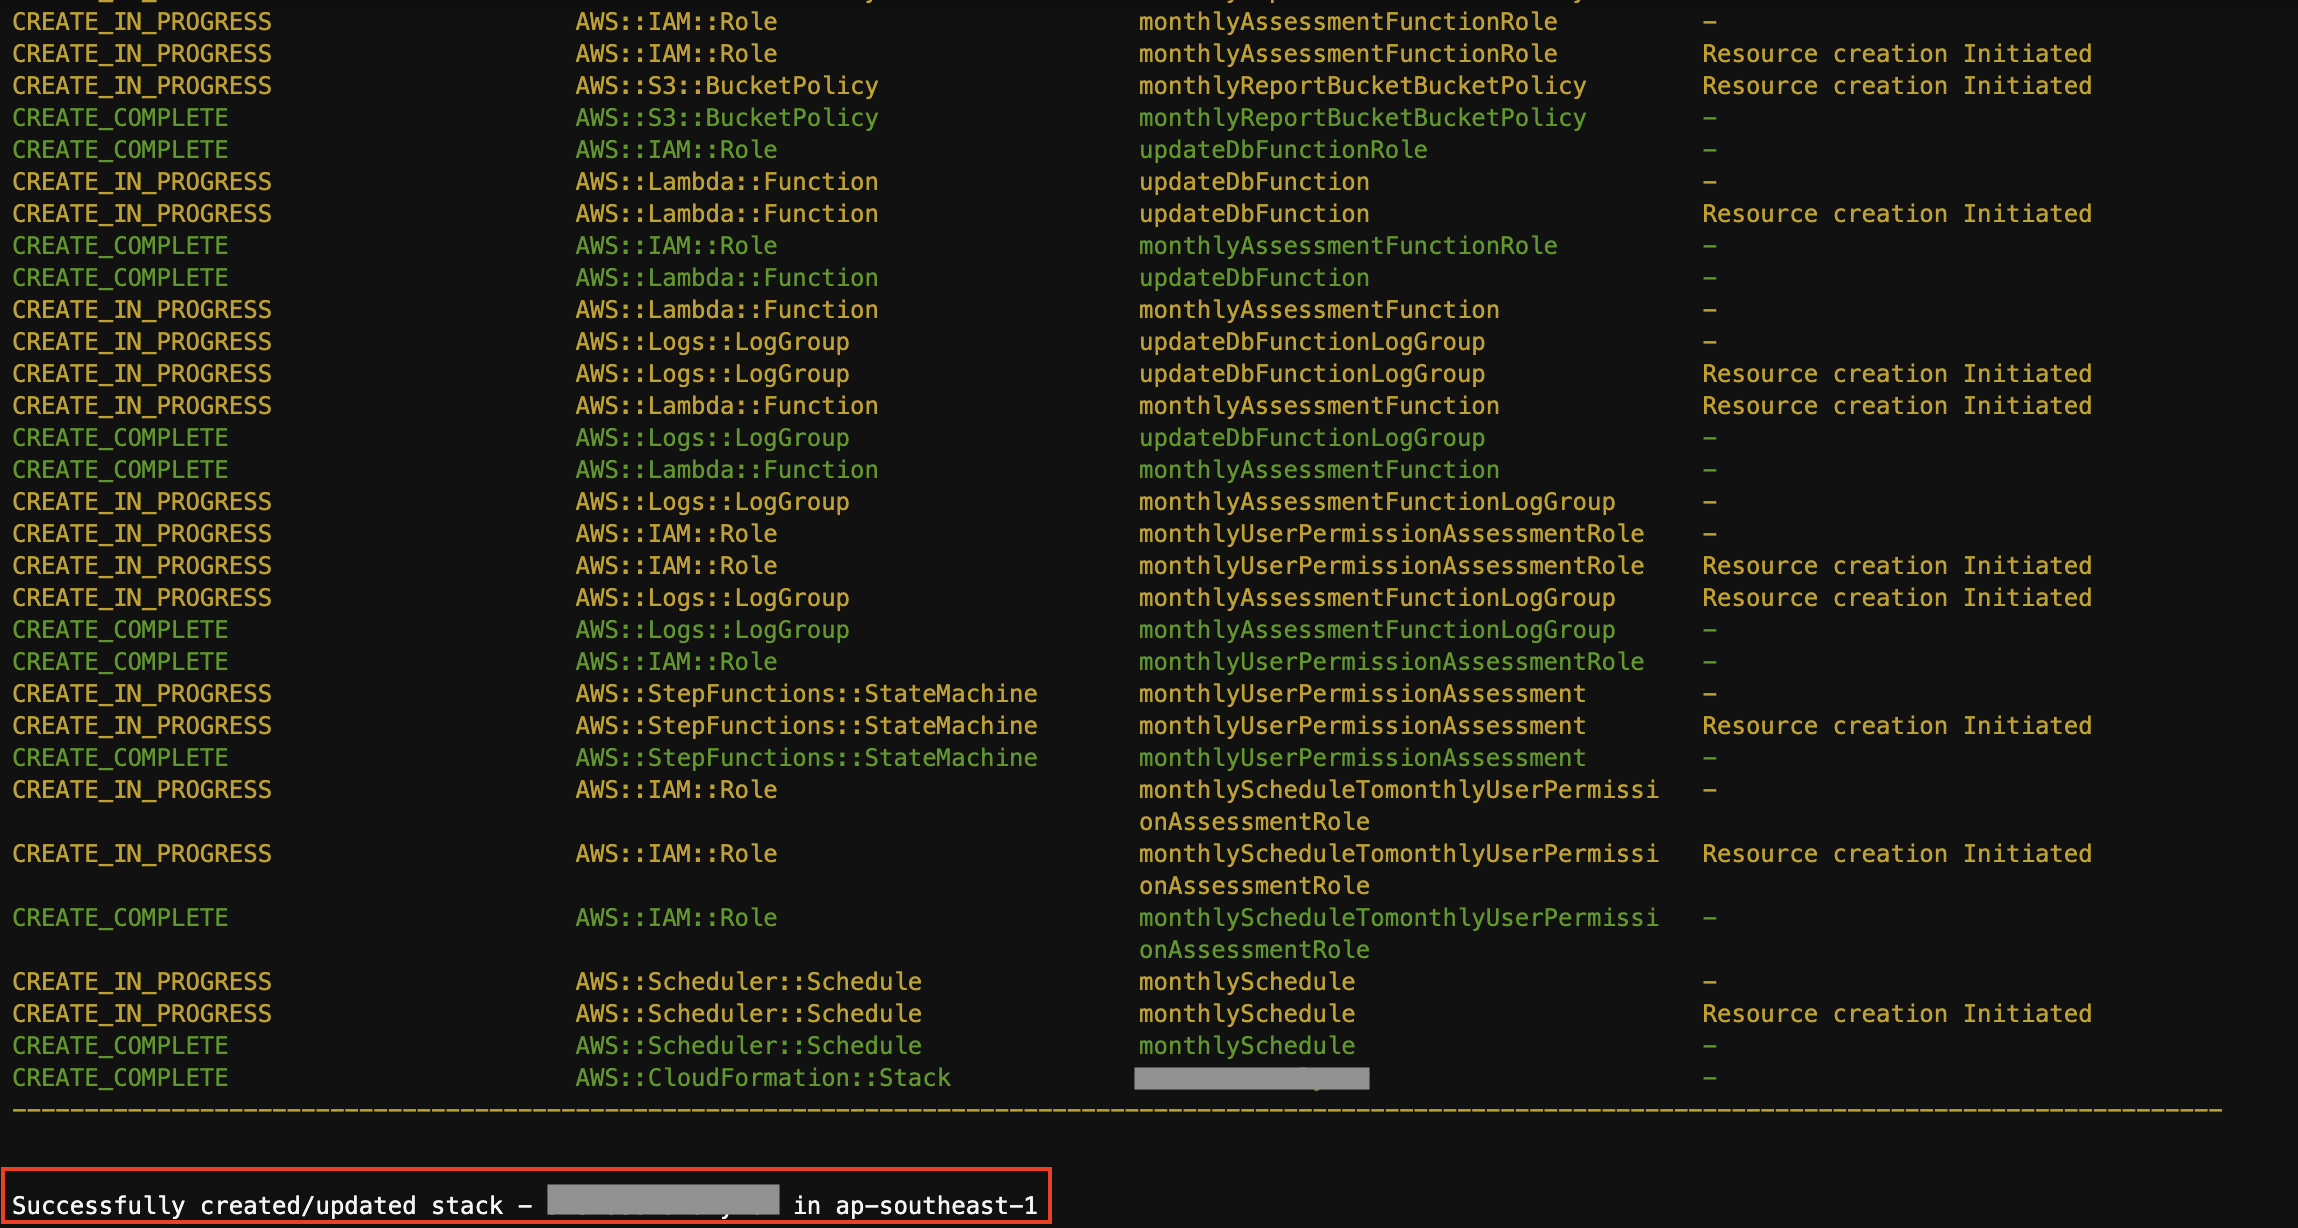 CREATE_IN_PROGRESS AWS::IAM::Role monthlyAssessmentFunctionRole -
CREATE_IN_PROGRESS AWS::IAM::Role monthlyAssessmentFunctionRole Resource creation Initiated
CREATE_IN_PROGRESS AWS::S3::BucketPolicy monthlyReportBucketBucketPolicy Resource creation Initiated
CREATE_COMPLETE AWS::S3::BucketPolicy monthlyReportBucketBucketPolicy -
CREATE_COMPLETE AWS::IAM::Role updateDbFunctionRole -
CREATE_IN_PROGRESS AWS::Lambda::Function updateDbFunction -
CREATE_IN_PROGRESS AWS::Lambda::Function updateDbFunction Resource creation Initiated
CREATE_COMPLETE AWS::IAM::Role monthlyAssessmentFunctionRole -
CREATE_COMPLETE AWS::Lambda::Function updateDbFunction -
CREATE_IN_PROGRESS AWS::Lambda::Function monthlyAssessmentFunction -
CREATE_IN_PROGRESS AWS::Logs::LogGroup updateDbFunctionLogGroup -
CREATE_IN_PROGRESS AWS::Logs::LogGroup updateDbFunctionLogGroup Resource creation Initiated
CREATE_IN_PROGRESS AWS::Lambda::Function monthlyAssessmentFunction Resource creation Initiated
CREATE_COMPLETE AWS::Logs::LogGroup updateDbFunctionLogGroup -
CREATE_COMPLETE AWS::Lambda::Function monthlyAssessmentFunction -
CREATE_IN_PROGRESS AWS::Logs::LogGroup monthlyAssessmentFunctionLogGroup -
CREATE_IN_PROGRESS AWS::IAM::Role monthlyUserPermissionAssessmentRole -
CREATE_IN_PROGRESS AWS::IAM::Role monthlyUserPermissionAssessmentRole Resource creation Initiated
CREATE_IN_PROGRESS AWS::Logs::LogGroup monthlyAssessmentFunctionLogGroup Resource creation Initiated
CREATE_COMPLETE AWS::Logs::LogGroup monthlyAssessmentFunctionLogGroup -
CREATE_COMPLETE AWS::IAM::Role monthlyUserPermissionAssessmentRole -
CREATE_IN_PROGRESS AWS::StepFunctions::StateMachine monthlyUserPermissionAssessment -
CREATE_IN_PROGRESS AWS::StepFunctions::StateMachine monthlyUserPermissionAssessment Resource creation Initiated
CREATE_COMPLETE AWS::StepFunctions::StateMachine monthlyUserPermissionAssessment -
CREATE_IN_PROGRESS AWS::IAM::Role monthlyScheduleTomonthlyUserPermissi -
onAssessmentRole
CREATE_IN_PROGRESS AWS::IAM::Role monthlyScheduleTomonthlyUserPermissi Resource creation Initiated
onAssessmentRole
CREATE_COMPLETE AWS::IAM::Role monthlyScheduleTomonthlyUserPermissi -
onAssessmentRole
CREATE_IN_PROGRESS AWS::Scheduler::Schedule monthlySchedule -
CREATE_IN_PROGRESS AWS::Scheduler::Schedule monthlySchedule Resource creation Initiated
CREATE_COMPLETE AWS::Scheduler::Schedule monthlySchedule -
CREATE_COMPLETE AWS::CloudFormation::Stack -
Successfully created/updated stack - in ap-southeast-1